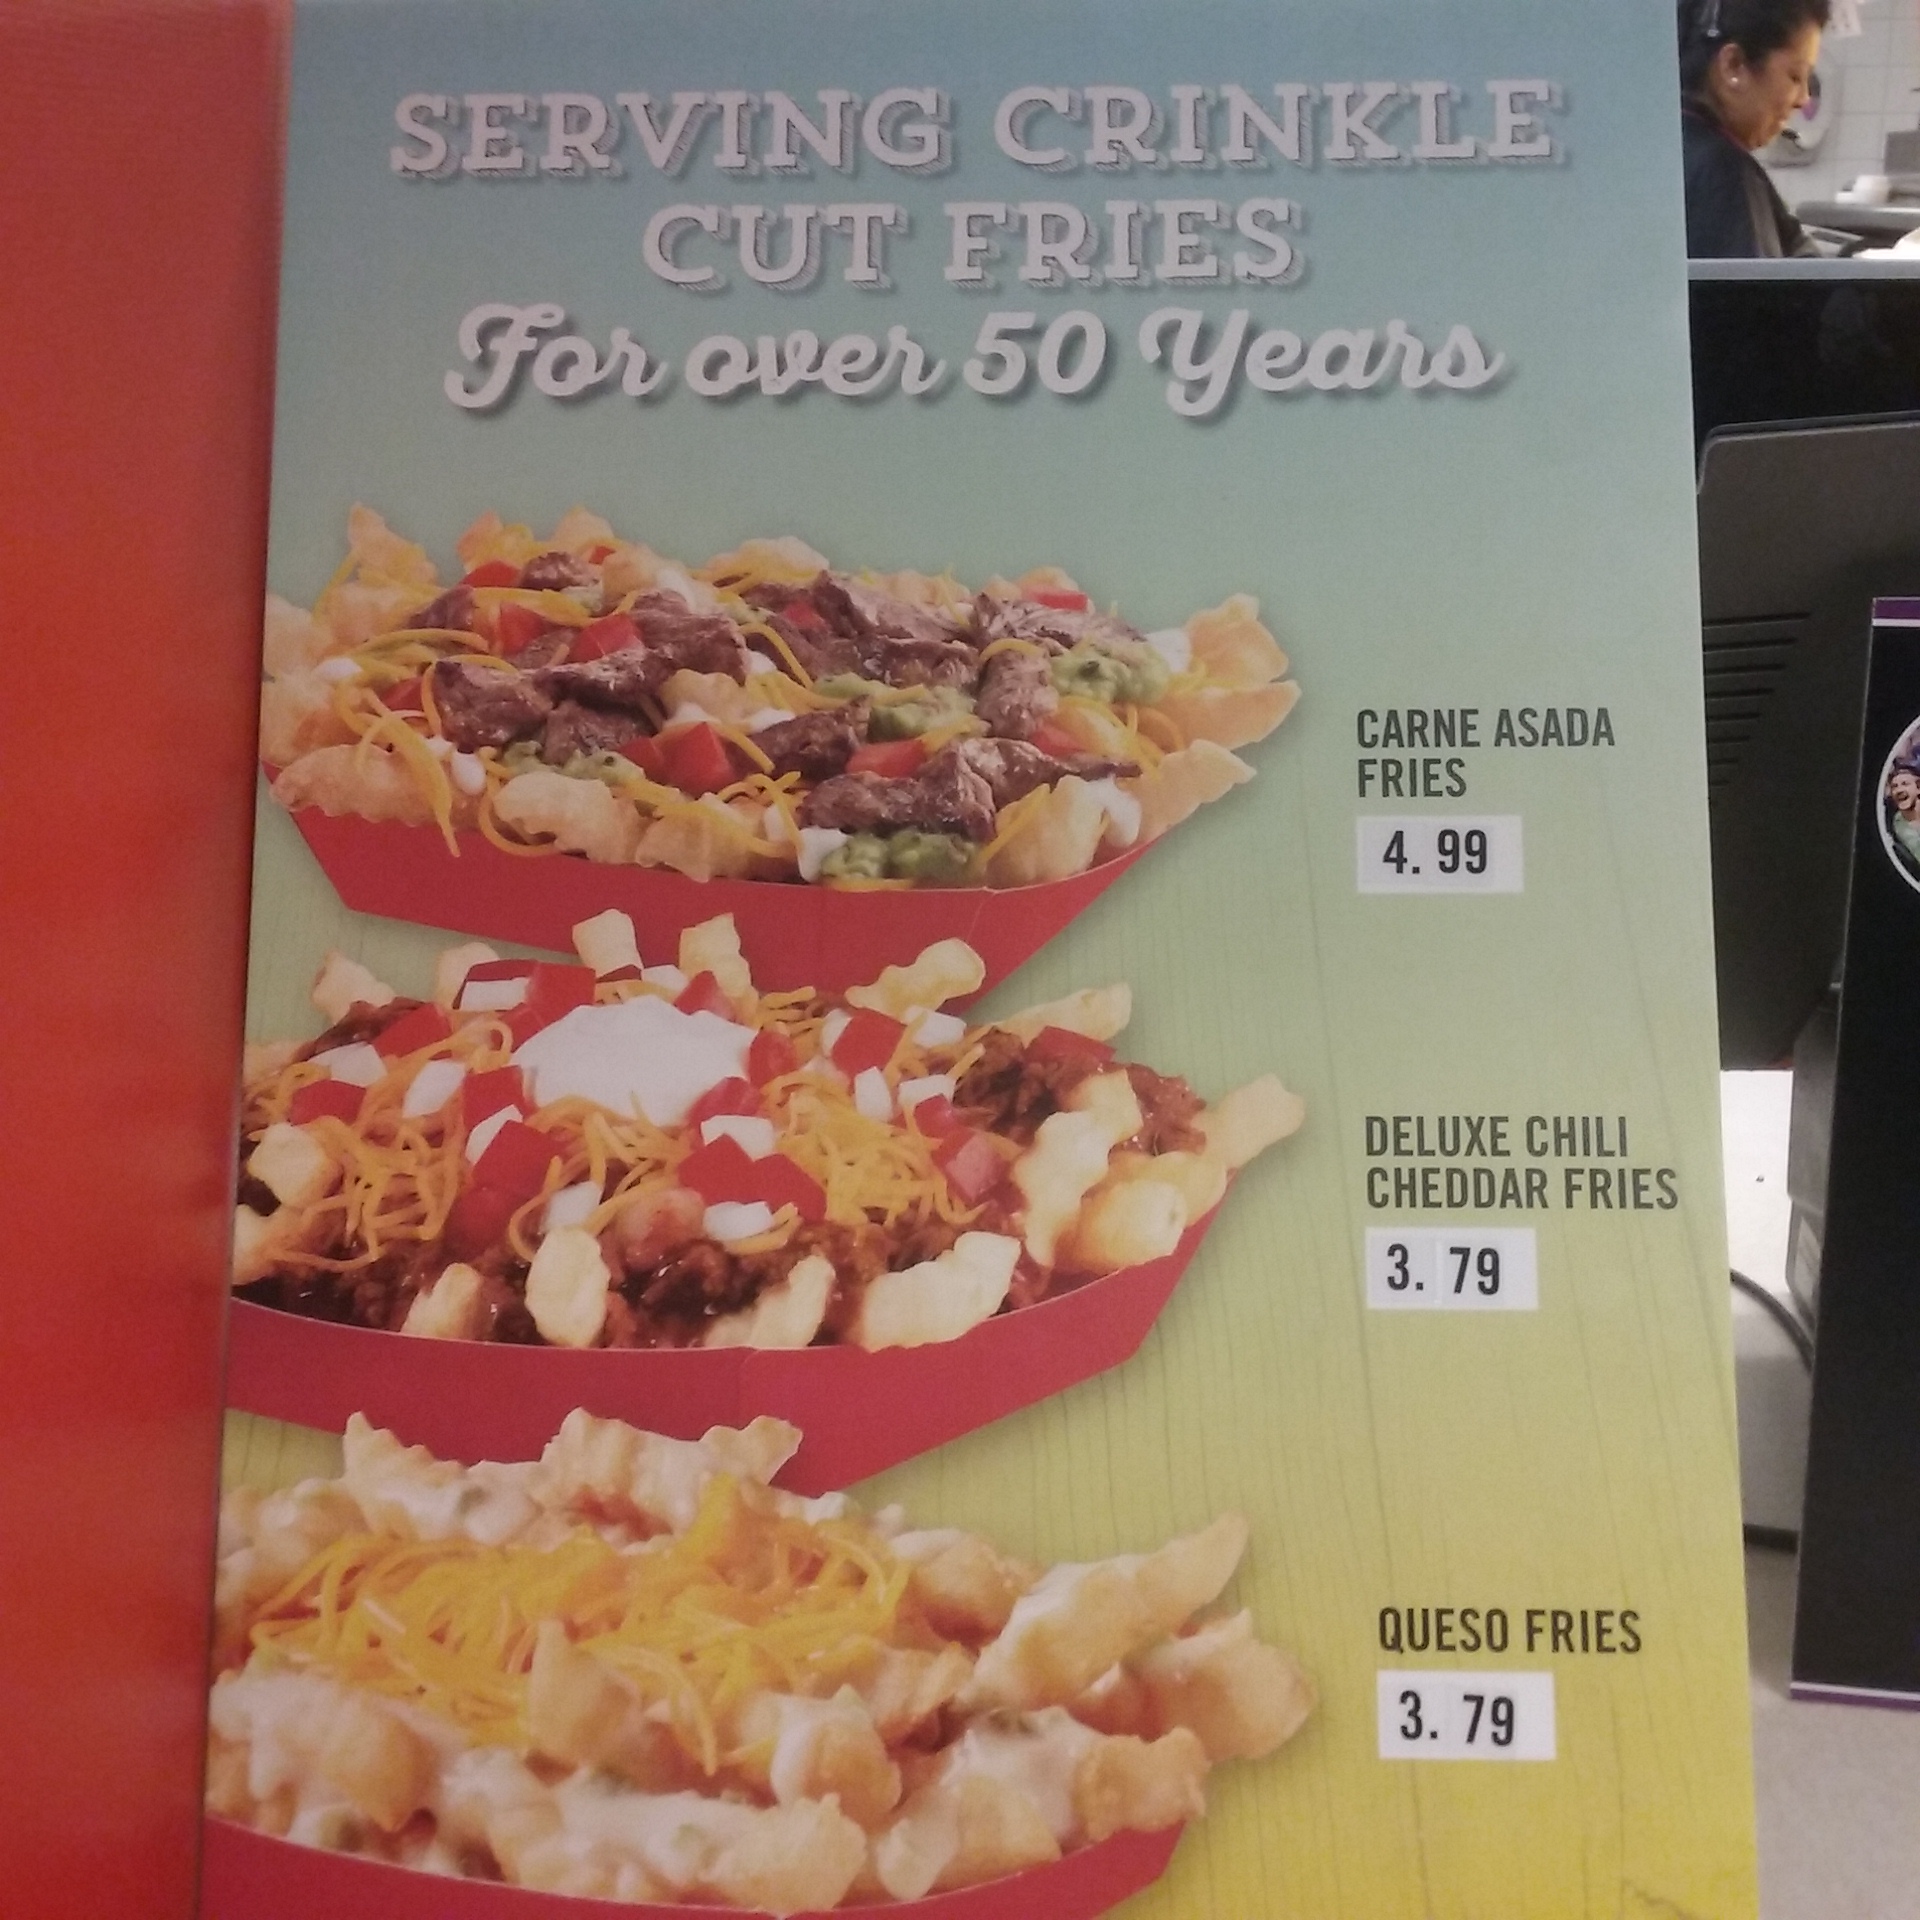 SERVING CRINKLE
CUT FRIES
For over 50 Years
CARNE ASADA
FRIES
4. 99
DELUXE CHILI
CHEDDAR FRIES
3. 79
QUESO FRIES
3. 79